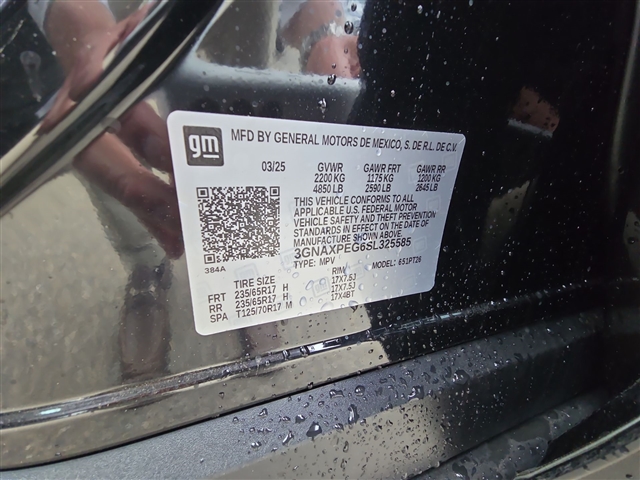 gm
MFD BY GENERAL MOTORS DE MEXICO, S. DE R.L. DE C.V.
03/25 GVWR GAWR FRT GAWR RR
2200 KG 1175 KG 1200 KG
4850 LB 2590 LB 2645 LB
THIS VEHICLE CONFORMS TO ALL
APPLICABLE U.S. FEDERAL MOTOR
VEHICLE SAFETY AND THEFT PREVENTION
STANDARDS IN EFFECT ON THE DATE OF
MANUFACTURE SHOWN ABOVE.
3GNAXPEG6SL325585
384A TYPE: MPV MODEL: 6S1PT26
TIRE SIZE RIM
FRT 235/65R17 H 17X7.5J
RR 235/65R17 H 17X7.5J
SPA T125/70R17 M 17X4BT